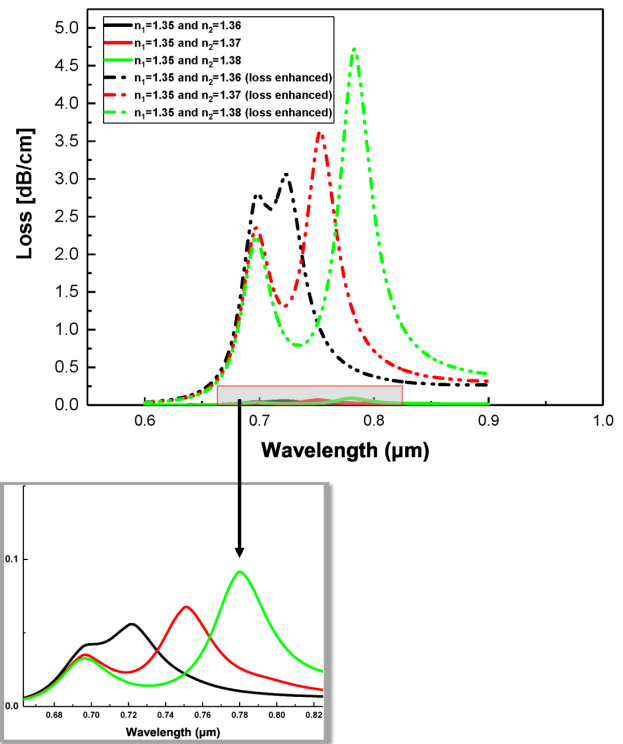 5.0
4.5
4.0
3.5
3.0
2.5
2.0
1.5
1.0
0.5
0.0
Loss [dB/cm]
n1=1.35 and n2=1.36
n1=1.35 and n2=1.37
n1=1.35 and n2=1.38
n1=1.35 and n2=1.36 (loss enhanced)
n1=1.35 and n2=1.37 (loss enhanced)
n1=1.35 and n2=1.38 (loss enhanced)
0.6 0.7 0.8 0.9 1.0
Wavelength (μm)
0.1
0.0
0.68 0.70 0.72 0.74 0.76 0.78 0.80 0.82
Wavelength (μm)